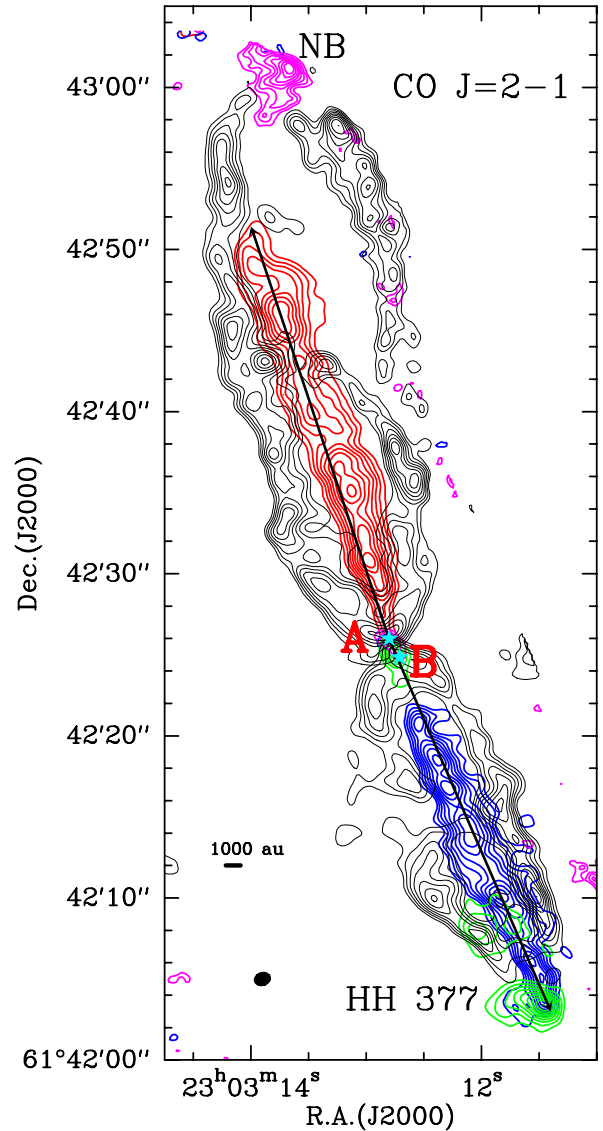 NB
CO J=2−1
43′00″
42′50″
42′40″
42′30″
A
B
42′20″
1000 au
42′10″
HH 377
61°42′00″
23ʰ03ᵐ14ˢ 12ˢ
R.A.(J2000)
Dec.(J2000)